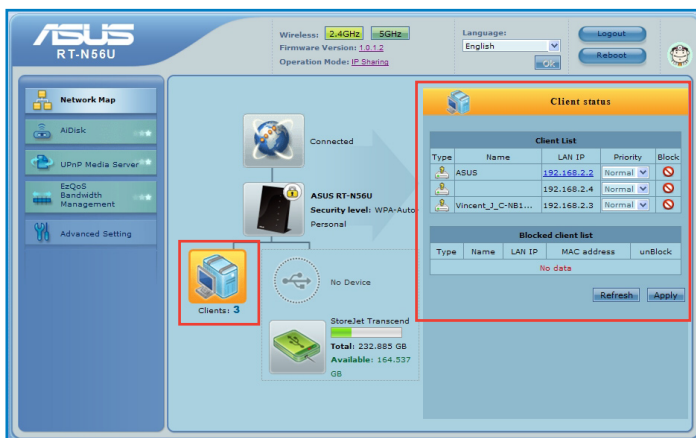 ASUS
RT-N56U
Wireless: 2.4GHz 5GHz
Firmware Version: 1.0.1.2
Operation Mode: IP Sharing
Language:
English
OK
Logout
Reboot
Network Map
AiDisk
UPnP Media Server
EzQoS
Bandwidth
Management
Advanced Setting
Connected
ASUS RT-N56U
Security level: WPA-Auto-
Personal
Clients: 3
No Device
StoreJet Transcend
Total: 232.885 GB
Available: 164.537
GB
Client status
Client List
Type Name LAN IP Priority Block
ASUS 192.168.2.2 Normal
192.168.2.4 Normal
Vincent_J_C-NB1... 192.168.2.3 Normal
Blocked client list
Type Name LAN IP MAC address unBlock
No data
Refresh Apply